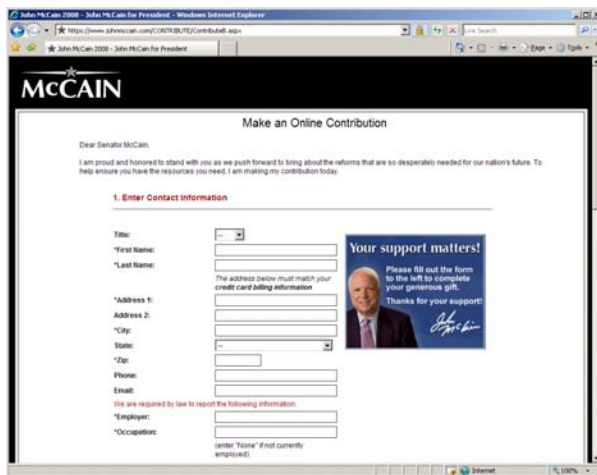 John McCain 2008 - John McCain for President - Windows Internet Explorer
https://www.johnmccain.com/CONTRIBUTE/Contribute8.aspx
Live Search
John McCain 2008 - John McCain for President
Page
Tools
McCAIN
Make an Online Contribution
Dear Senator McCain,
I am proud and honored to stand with you as we push forward to bring about the reforms that are so desperately needed for our nation's future. To
help ensure you have the resources you need, I am making my contribution today.
1. Enter Contact Information
Title:
--
*First Name:
*Last Name:
The address below must match your
credit card billing information
*Address 1:
Address 2:
*City:
State:
--
*Zip:
Phone:
Email:
We are required by law to report the following information:
*Employer:
*Occupation:
(enter "None" if not currently
employed)
Your support matters!
Please fill out the form
to the left to complete
your generous gift.
Thanks for your support!
John McCain
Internet
100%